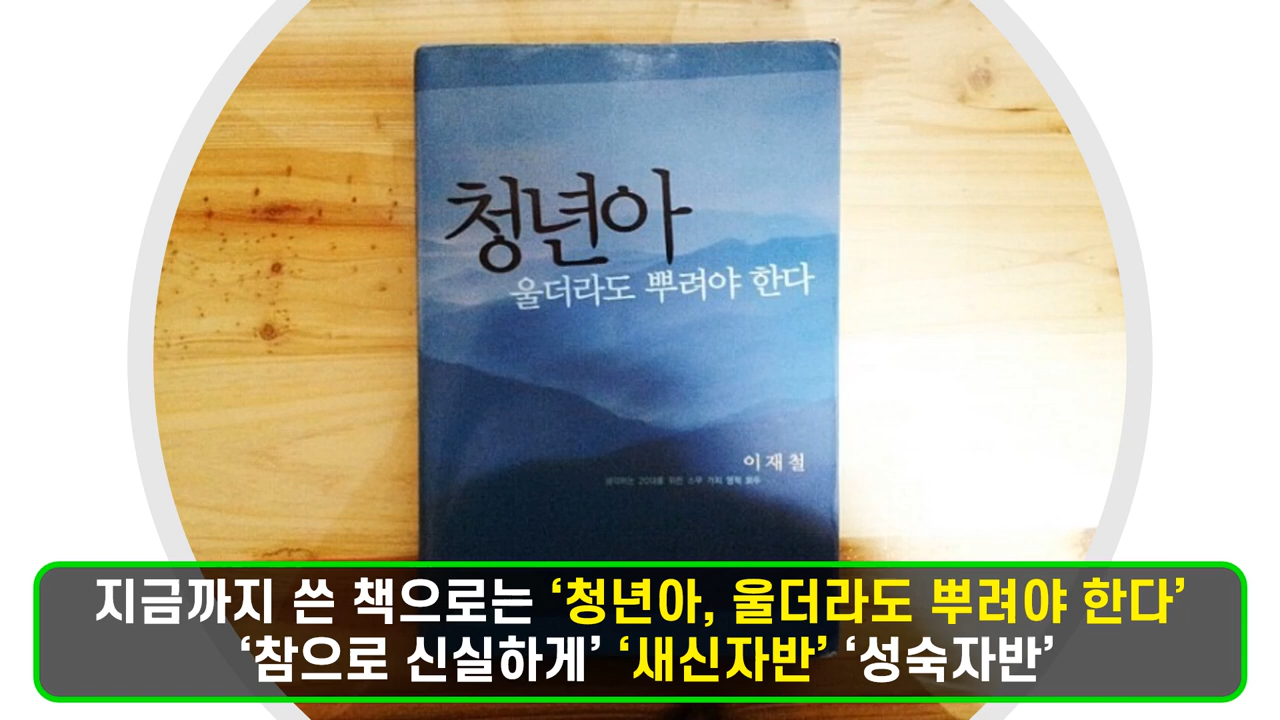 청년아
울더라도 뿌려야 한다
이재철
지금까지 쓴 책으로는 ‘청년아, 울더라도 뿌려야 한다’
‘참으로 신실하게’ ‘새신자반’ ‘성숙자반’